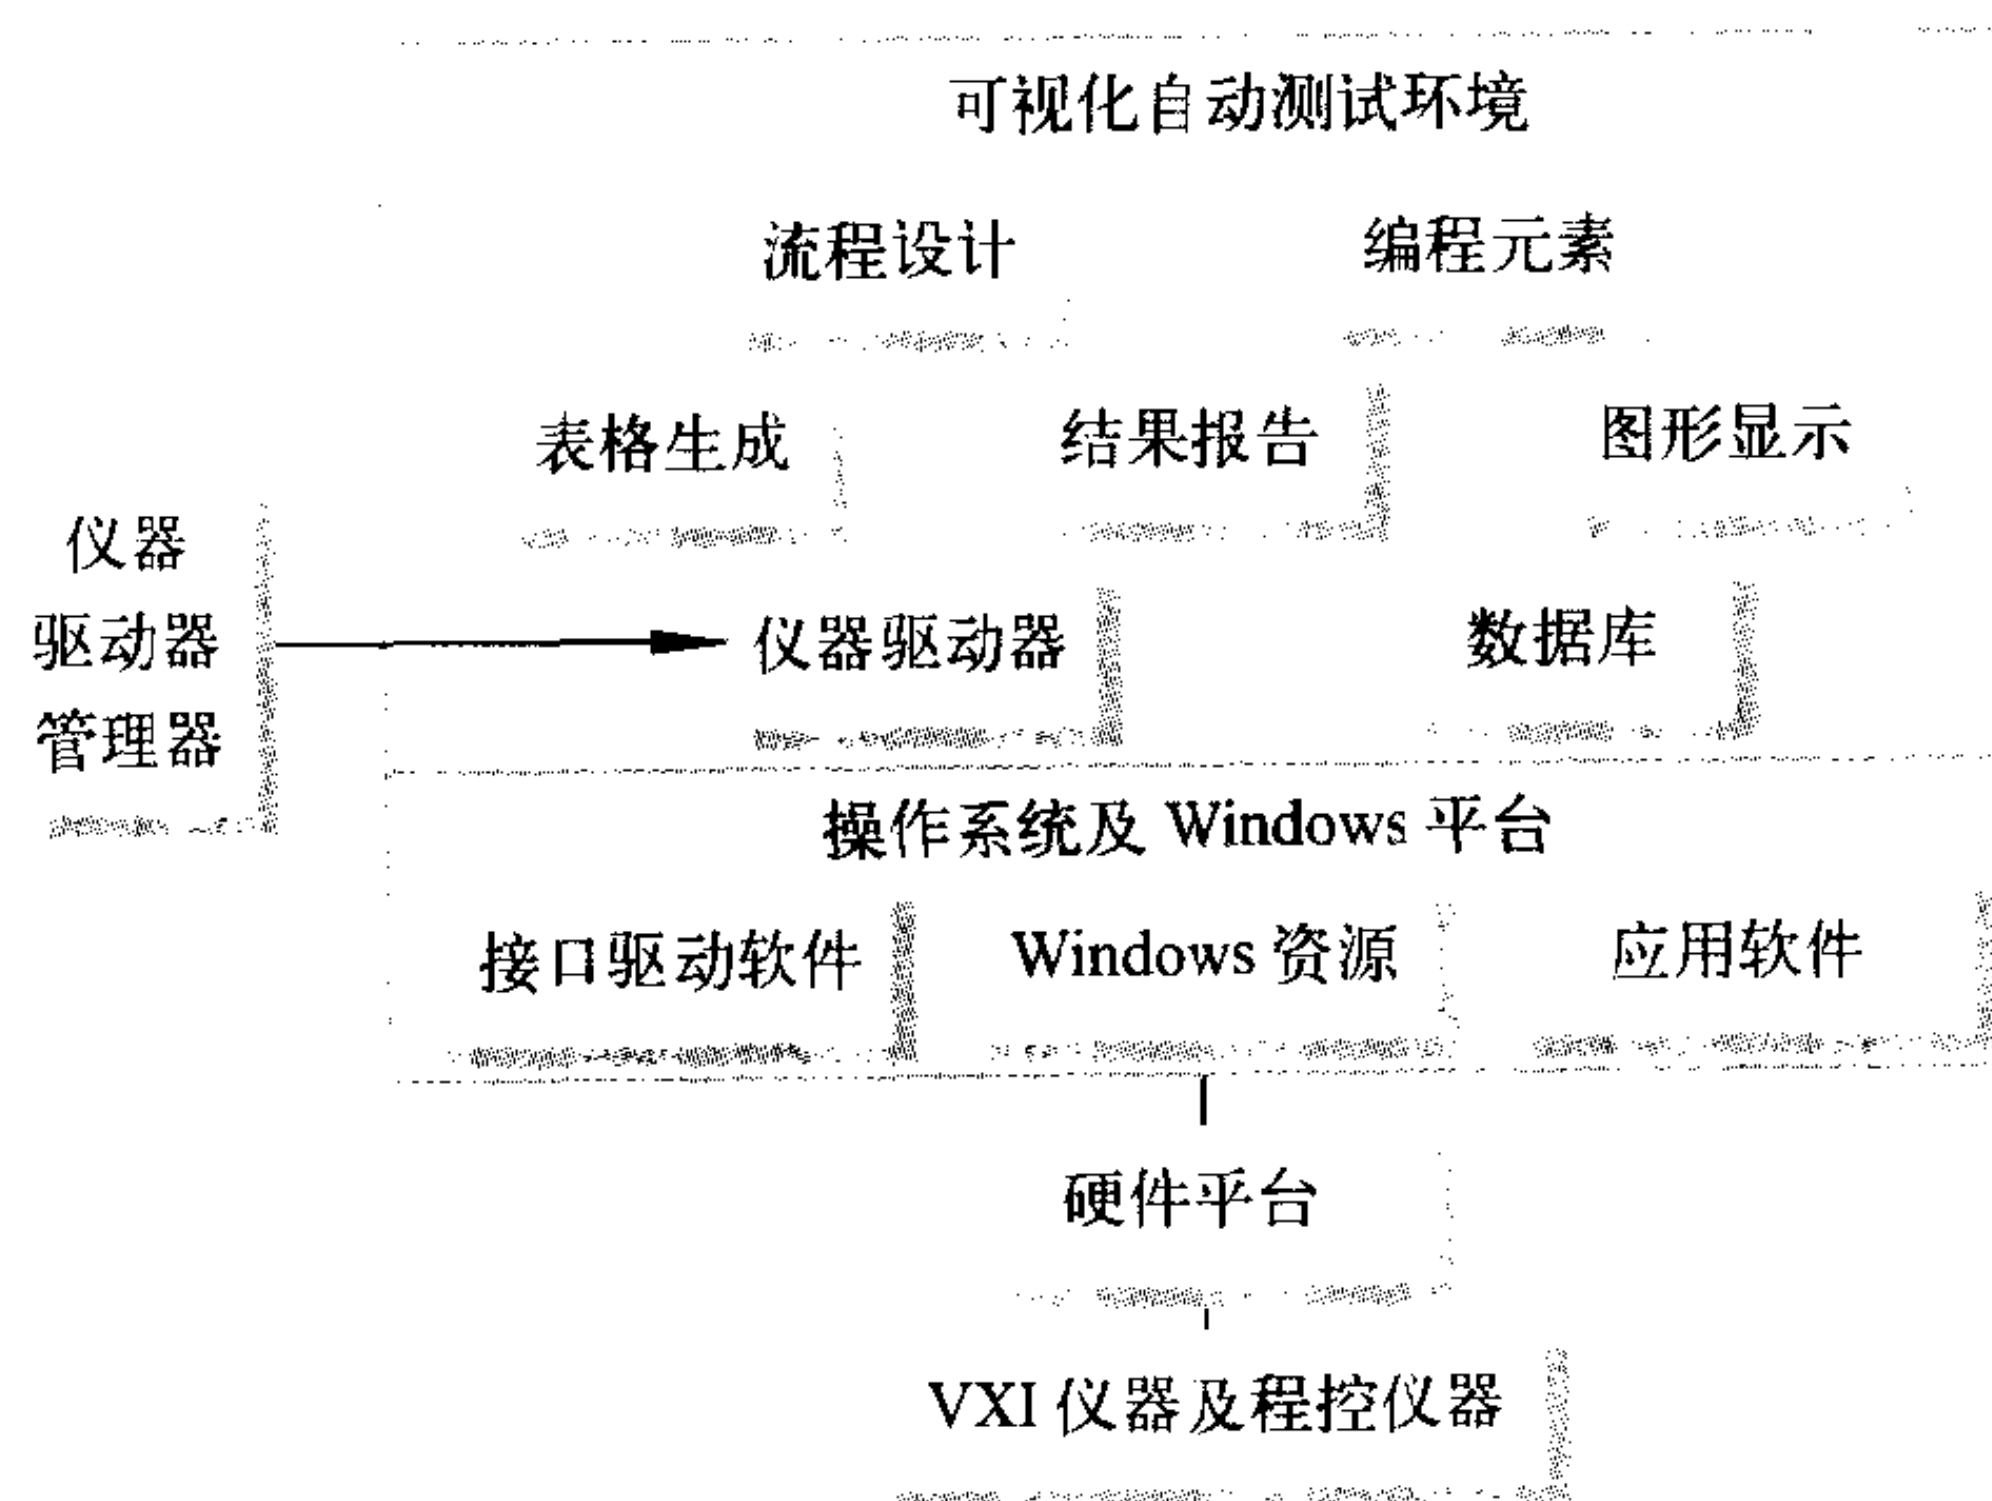 可视化自动测试环境
流程设计
编程元素
表格生成
结果报告
图形显示
仪器
驱动器
管理器
仪器驱动器
数据库
操作系统及 Windows 平台
接口驱动软件
Windows 资源
应用软件
硬件平台
VXI 仪器及程控仪器